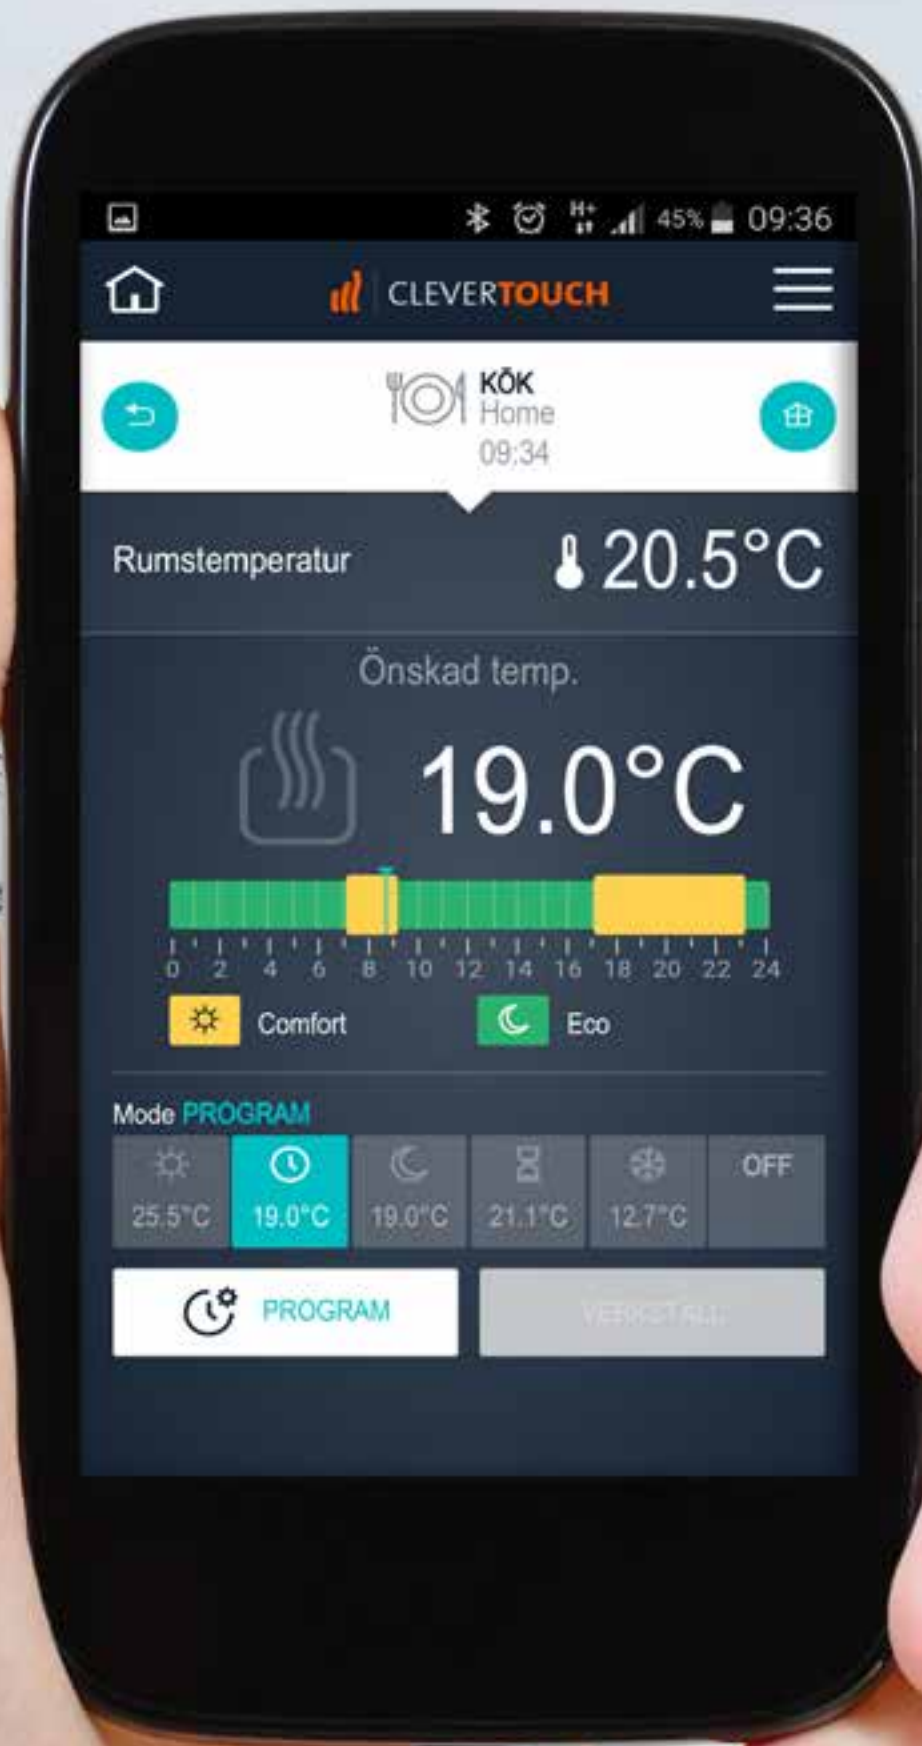 H+ 45% 09:36
CLEVERTOUCH
KÖK
Home
09:34
Rumstemperatur 20.5°C
Önskad temp.
19.0°C
0 2 4 6 8 10 12 14 16 18 20 22 24
Comfort Eco
Mode PROGRAM
OFF
25.5°C 19.0°C 19.0°C 21.1°C 12.7°C
PROGRAM VERKSTÄLL